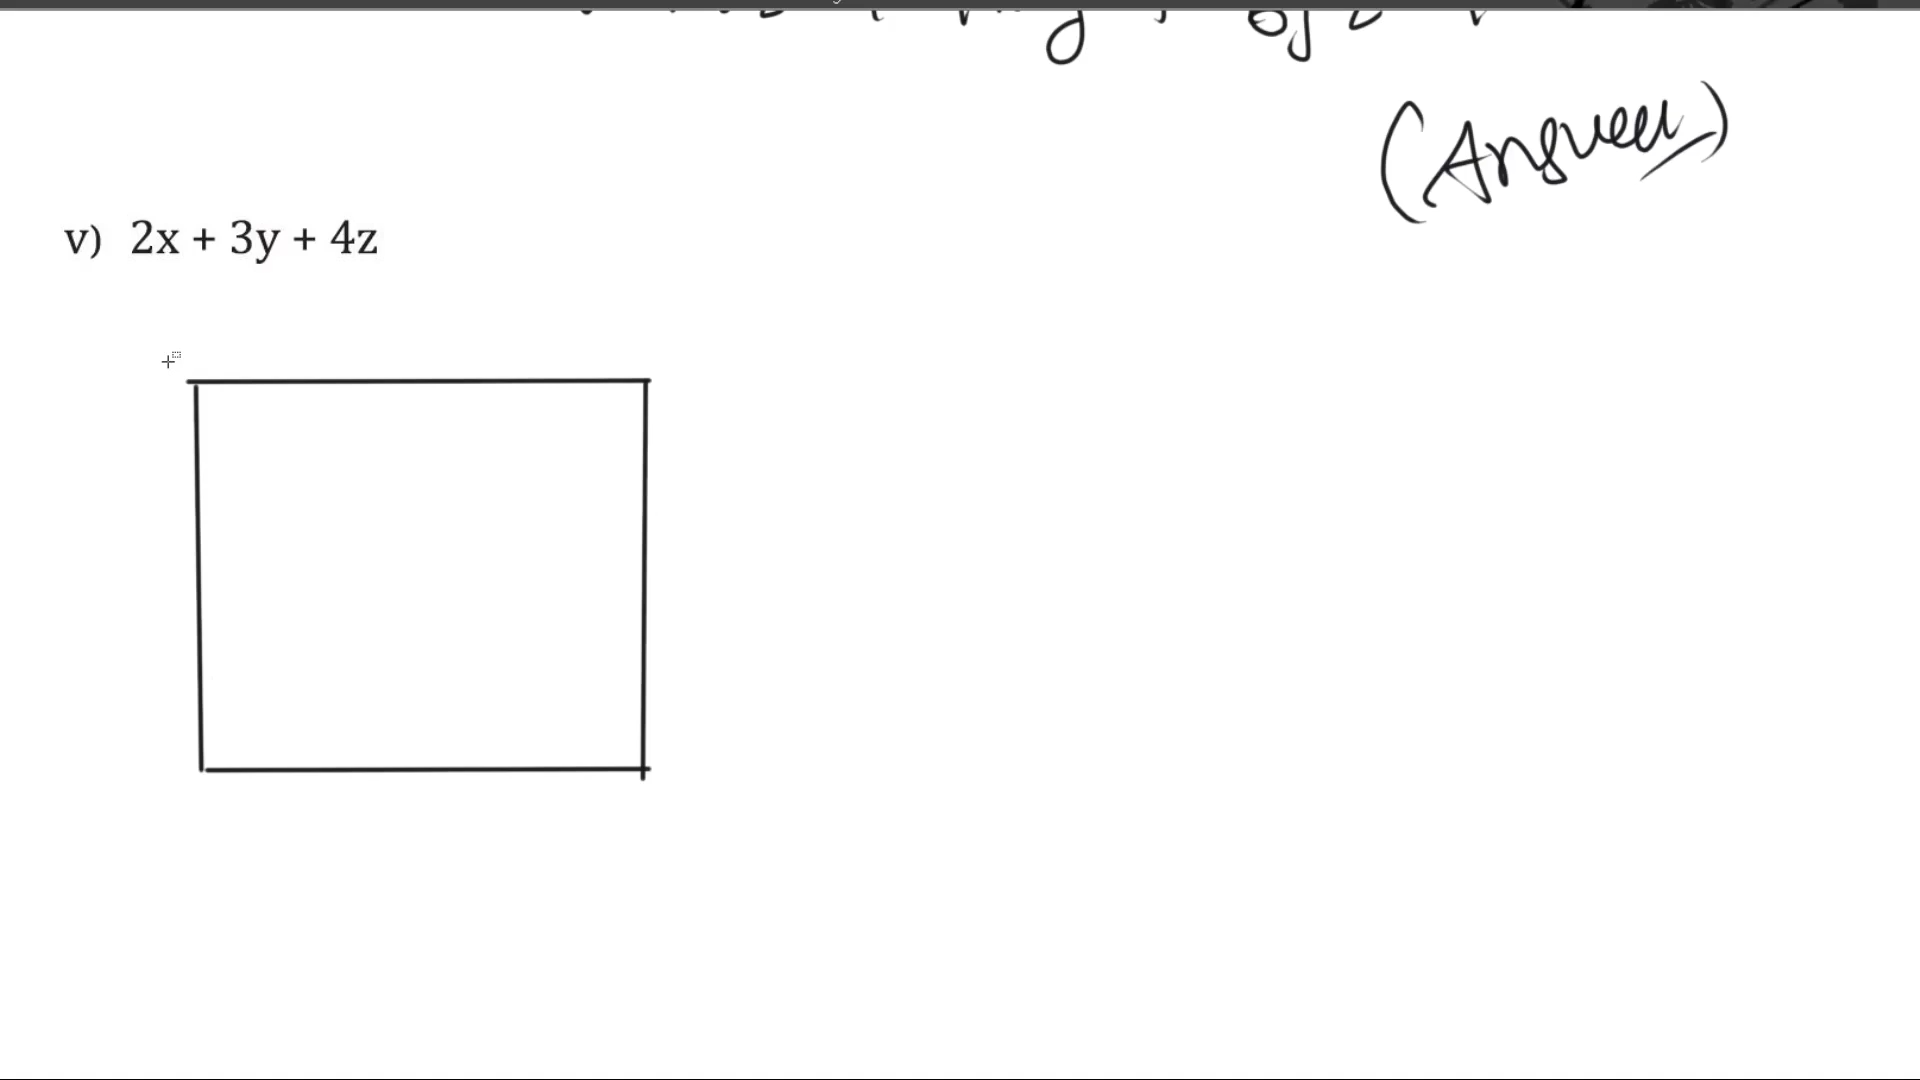 (Answer)
v) 2x + 3y + 4z